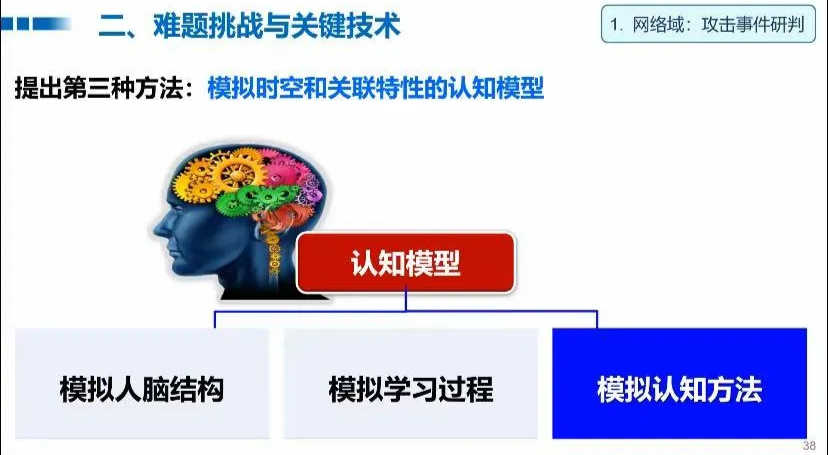 二、难题挑战与关键技术
1. 网络域：攻击事件研判
提出第三种方法：模拟时空和关联特性的认知模型
认知模型
模拟人脑结构
模拟学习过程
模拟认知方法
38